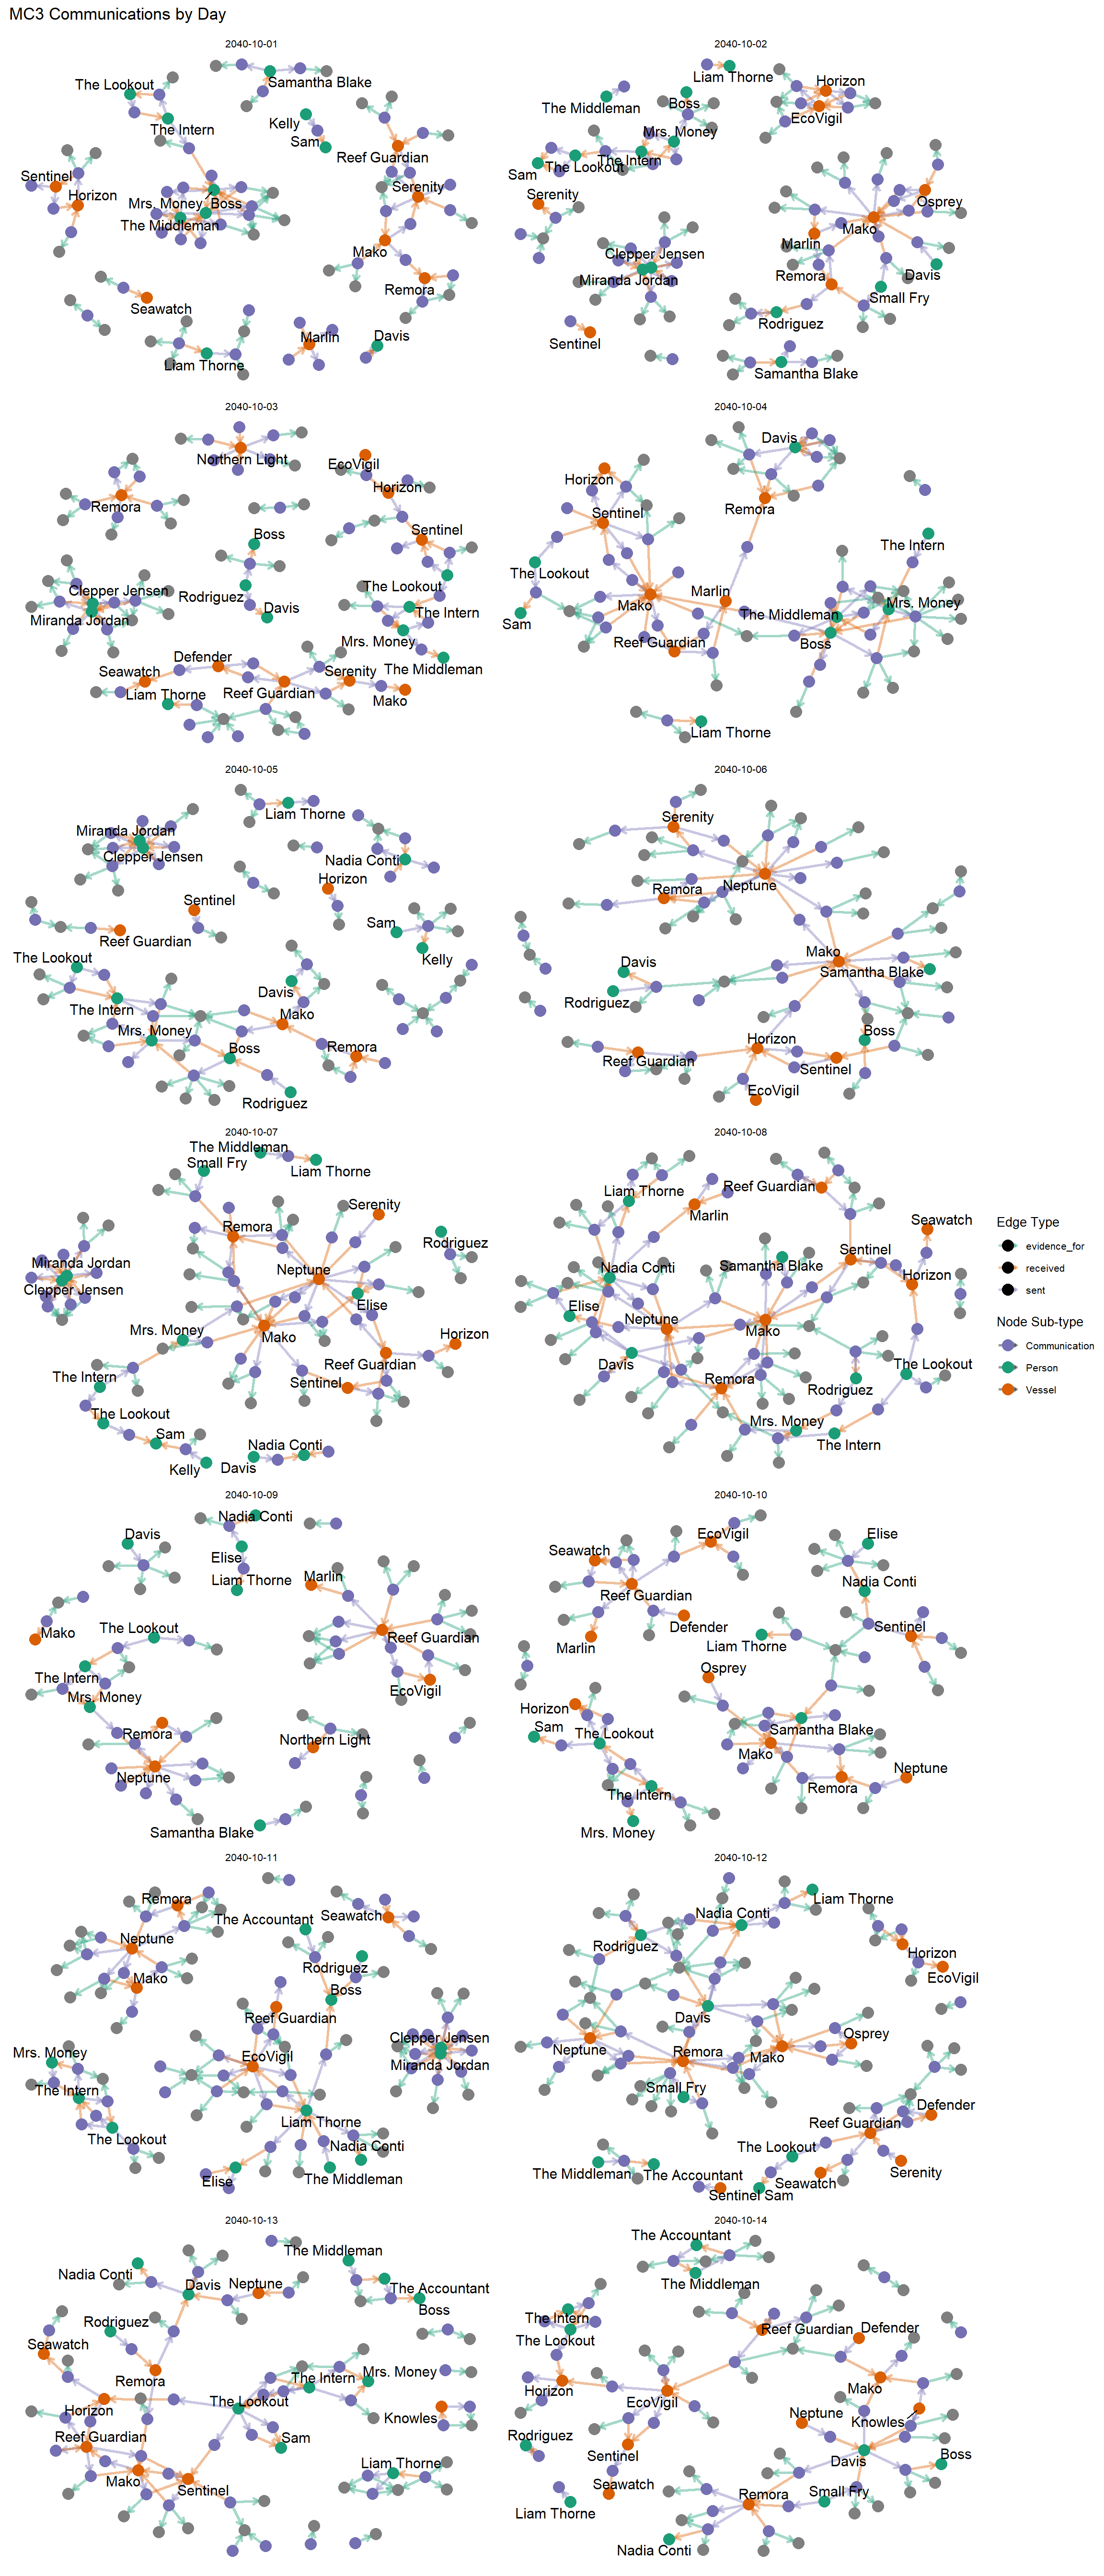 MC3 Communications by Day
2040-10-01
The Lookout
Samantha Blake
Kelly
The Intern
Sam
Reef Guardian
Sentinel
Horizon
Serenity
Mrs. Money
Boss
The Middleman
Mako
Remora
Seawatch
Marlin
Davis
Liam Thorne
2040-10-02
Liam Thorne
Horizon
The Middleman
Boss
EcoVigil
Mrs. Money
The Intern
The Lookout
Sam
Serenity
Osprey
Mako
Marlin
Clepper Jensen
Miranda Jordan
Remora
Davis
Small Fry
Rodriguez
Sentinel
Samantha Blake
2040-10-03
Northern Light
EcoVigil
Horizon
Remora
Boss
Sentinel
The Lookout
Clepper Jensen
Rodriguez
Davis
The Intern
Miranda Jordan
Mrs. Money
Defender
The Middleman
Seawatch
Serenity
Liam Thorne
Reef Guardian
Mako
2040-10-04
Davis
Horizon
Remora
Sentinel
The Intern
The Lookout
Marlin
Mako
Mrs. Money
The Middleman
Sam
Reef Guardian
Boss
Liam Thorne
2040-10-05
Liam Thorne
Miranda Jordan
Clepper Jensen
Nadia Conti
Horizon
Sentinel
Sam
Reef Guardian
Kelly
The Lookout
Davis
The Intern
Mako
Mrs. Money
Boss
Remora
Rodriguez
2040-10-06
Serenity
Neptune
Remora
Mako
Davis
Samantha Blake
Rodriguez
Boss
Horizon
Reef Guardian
Sentinel
EcoVigil
2040-10-07
The Middleman
Small Fry
Liam Thorne
Serenity
Remora
Rodriguez
Miranda Jordan
Neptune
Clepper Jensen
Elise
Mrs. Money
Mako
Horizon
Reef Guardian
The Intern
Sentinel
The Lookout
Sam
Nadia Conti
Kelly
Davis
2040-10-08
Reef Guardian
Liam Thorne
Marlin
Seawatch
Sentinel
Nadia Conti
Samantha Blake
Horizon
Elise
Neptune
Mako
Davis
The Lookout
Remora
Rodriguez
Mrs. Money
The Intern
Edge Type
evidence_for
received
sent
Node Sub-type
Communication
Person
Vessel
2040-10-09
Nadia Conti
Davis
Elise
Liam Thorne
Marlin
Mako
The Lookout
Reef Guardian
The Intern
EcoVigil
Mrs. Money
Remora
Northern Light
Neptune
Samantha Blake
2040-10-10
EcoVigil
Elise
Seawatch
Nadia Conti
Reef Guardian
Defender
Sentinel
Marlin
Liam Thorne
Osprey
Horizon
Sam
The Lookout
Samantha Blake
Mako
Neptune
Remora
The Intern
Mrs. Money
2040-10-11
Remora
The Accountant
Seawatch
Neptune
Rodriguez
Mako
Boss
Reef Guardian
Clepper Jensen
Mrs. Money
EcoVigil
Miranda Jordan
The Intern
Liam Thorne
The Lookout
Nadia Conti
Elise
The Middleman
2040-10-12
Liam Thorne
Nadia Conti
Rodriguez
Horizon
EcoVigil
Davis
Osprey
Neptune
Remora
Mako
Small Fry
Defender
Reef Guardian
The Lookout
Serenity
The Middleman
The Accountant
Seawatch
Sentinel
Sam
2040-10-13
The Middleman
Nadia Conti
Davis
Neptune
The Accountant
Boss
Rodriguez
Seawatch
Remora
The Intern
Mrs. Money
Horizon
The Lookout
Knowles
Reef Guardian
Sam
Mako
Liam Thorne
Sentinel
2040-10-14
The Accountant
The Middleman
The Intern
Reef Guardian
Defender
The Lookout
Horizon
Mako
EcoVigil
Neptune
Knowles
Rodriguez
Sentinel
Davis
Boss
Seawatch
Small Fry
Remora
Liam Thorne
Nadia Conti